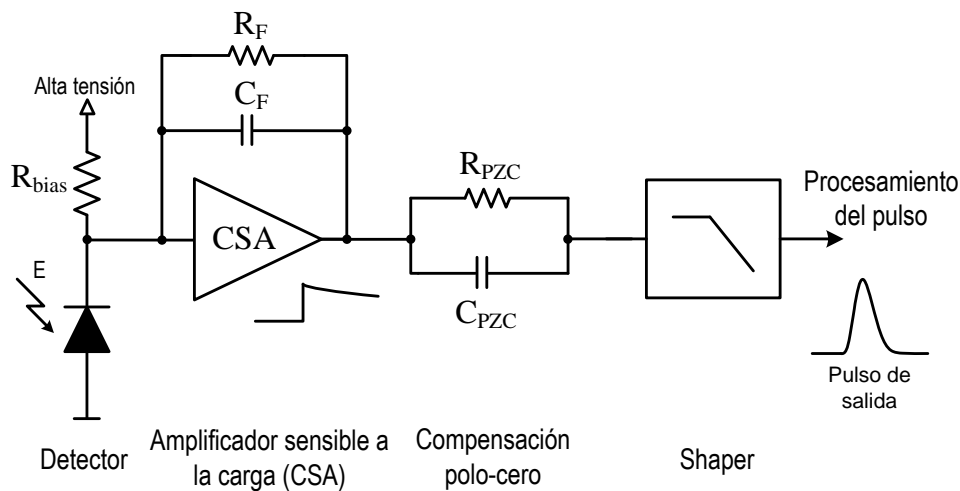 R_F
Alta tensión
C_F
R_bias
R_PZC
Procesamiento
del pulso
CSA
E
C_PZC
Pulso de
salida
Detector
Amplificador sensible a
la carga (CSA)
Compensación
polo-cero
Shaper